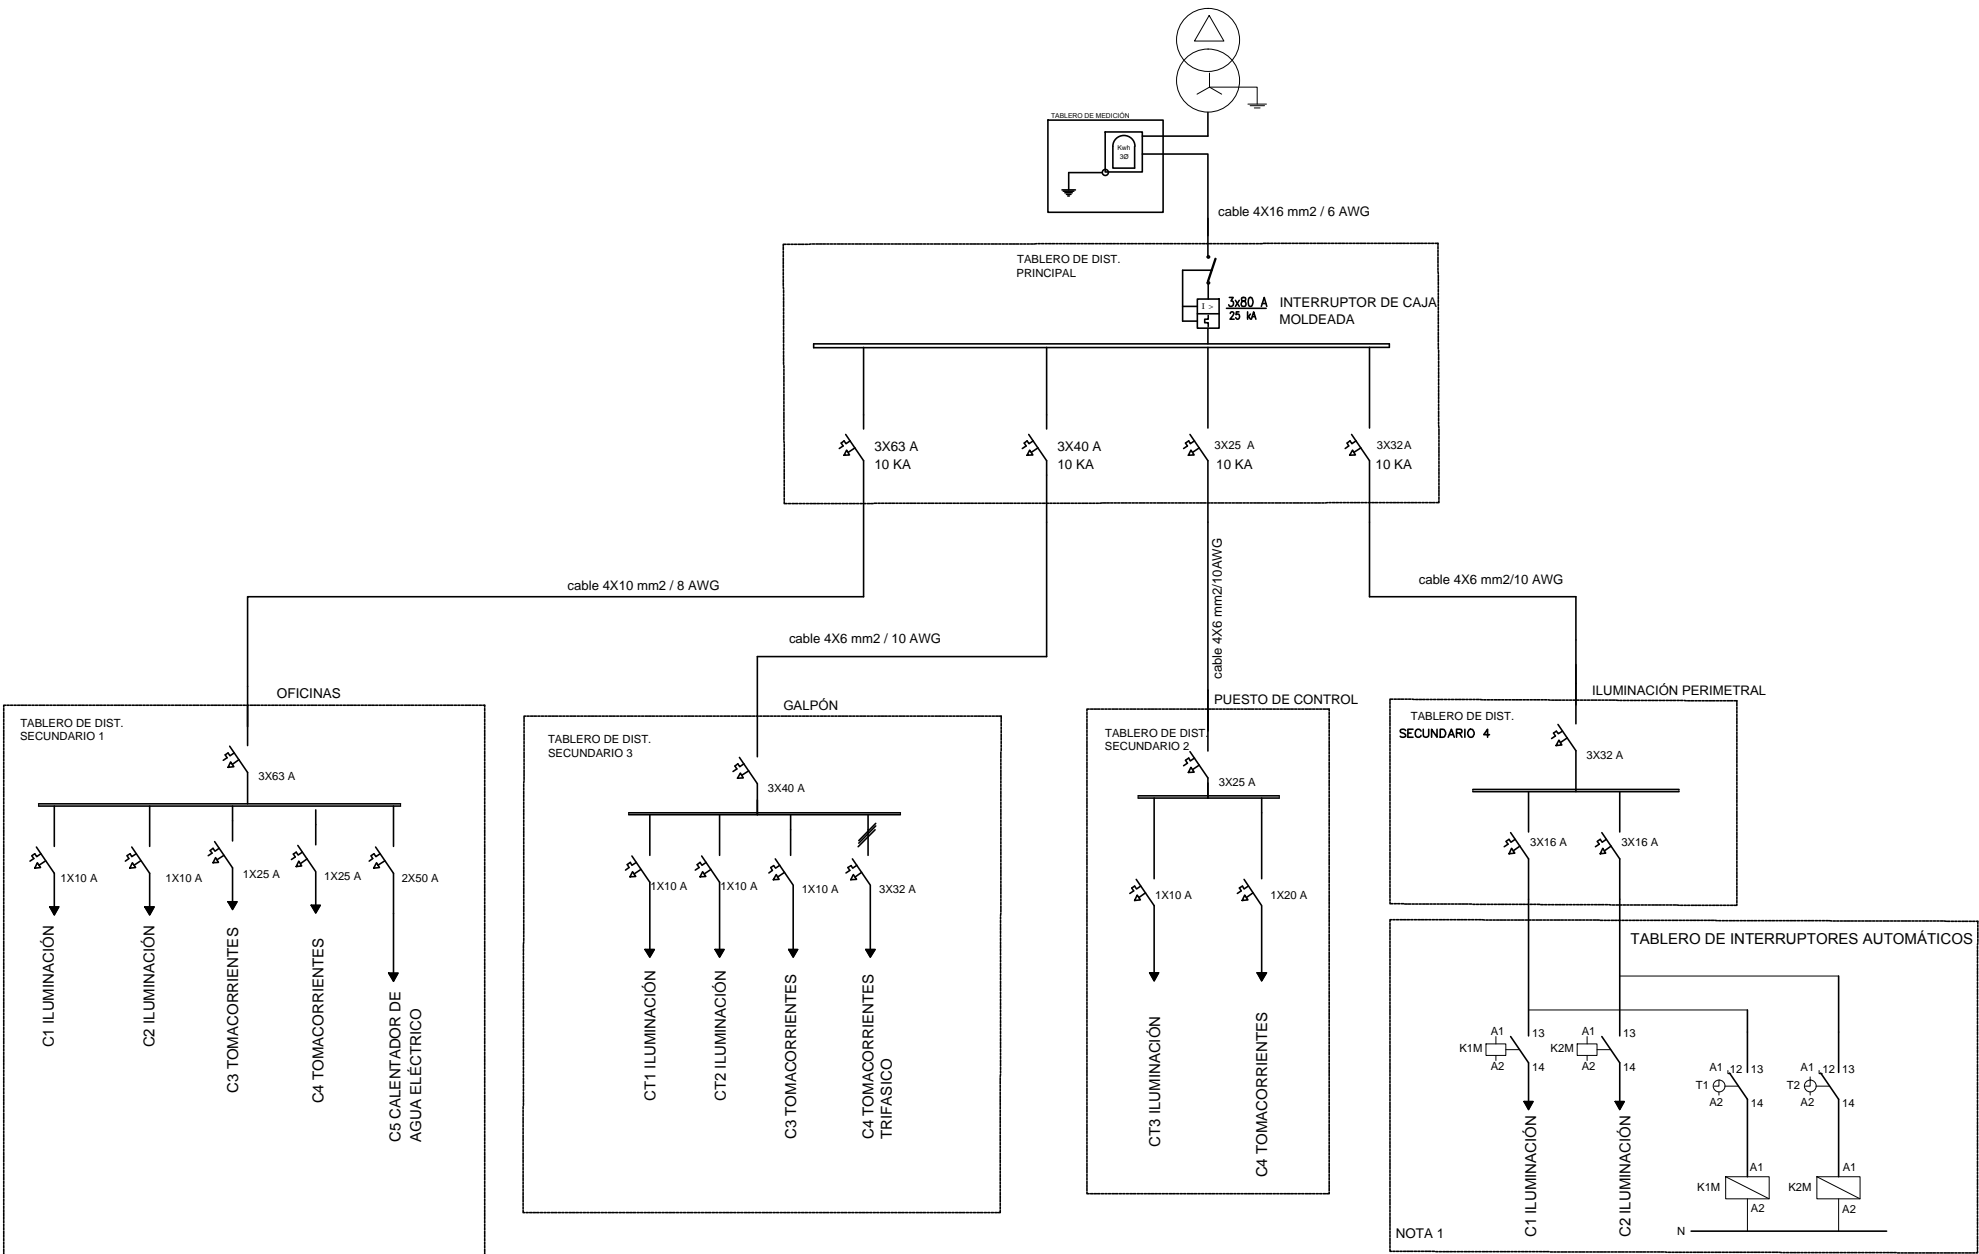 TABLERO DE MEDICIÓN
Kwh
3Ø
cable 4X16 mm2 / 6 AWG
TABLERO DE DIST.
PRINCIPAL
I >
3x80 A
25 kA
INTERRUPTOR DE CAJA
MOLDEADA
3X63 A
10 KA
3X40 A
10 KA
3X25 A
10 KA
3X32 A
10 KA
cable 4X10 mm2 / 8 AWG
cable 4X6 mm2 / 10 AWG
cable 4X6 mm2/10AWG
cable 4X6 mm2/10 AWG
OFICINAS
TABLERO DE DIST.
SECUNDARIO 1
3X63 A
1X10 A
1X10 A
1X25 A
1X25 A
2X50 A
C1 ILUMINACIÓN
C2 ILUMINACIÓN
C3 TOMACORRIENTES
C4 TOMACORRIENTES
C5 CALENTADOR DE
AGUA ELÉCTRICO
GALPÓN
TABLERO DE DIST.
SECUNDARIO 3
3X40 A
1X10 A
1X10 A
1X10 A
3X32 A
CT1 ILUMINACIÓN
CT2 ILUMINACIÓN
C3 TOMACORRIENTES
C4 TOMACORRIENTES
TRIFASICO
PUESTO DE CONTROL
TABLERO DE DIST.
SECUNDARIO 2
3X25 A
1X10 A
1X20 A
CT3 ILUMINACIÓN
C4 TOMACORRIENTES
ILUMINACIÓN PERIMETRAL
TABLERO DE DIST.
SECUNDARIO 4
3X32 A
3X16 A
3X16 A
TABLERO DE INTERRUPTORES AUTOMÁTICOS
A1
K1M
A2
13
14
A1
K2M
A2
13
14
A1
T1
A2
12
13
14
A1
T2
A2
12
13
14
C1 ILUMINACIÓN
C2 ILUMINACIÓN
A1
K1M
A2
A1
K2M
A2
N
NOTA 1